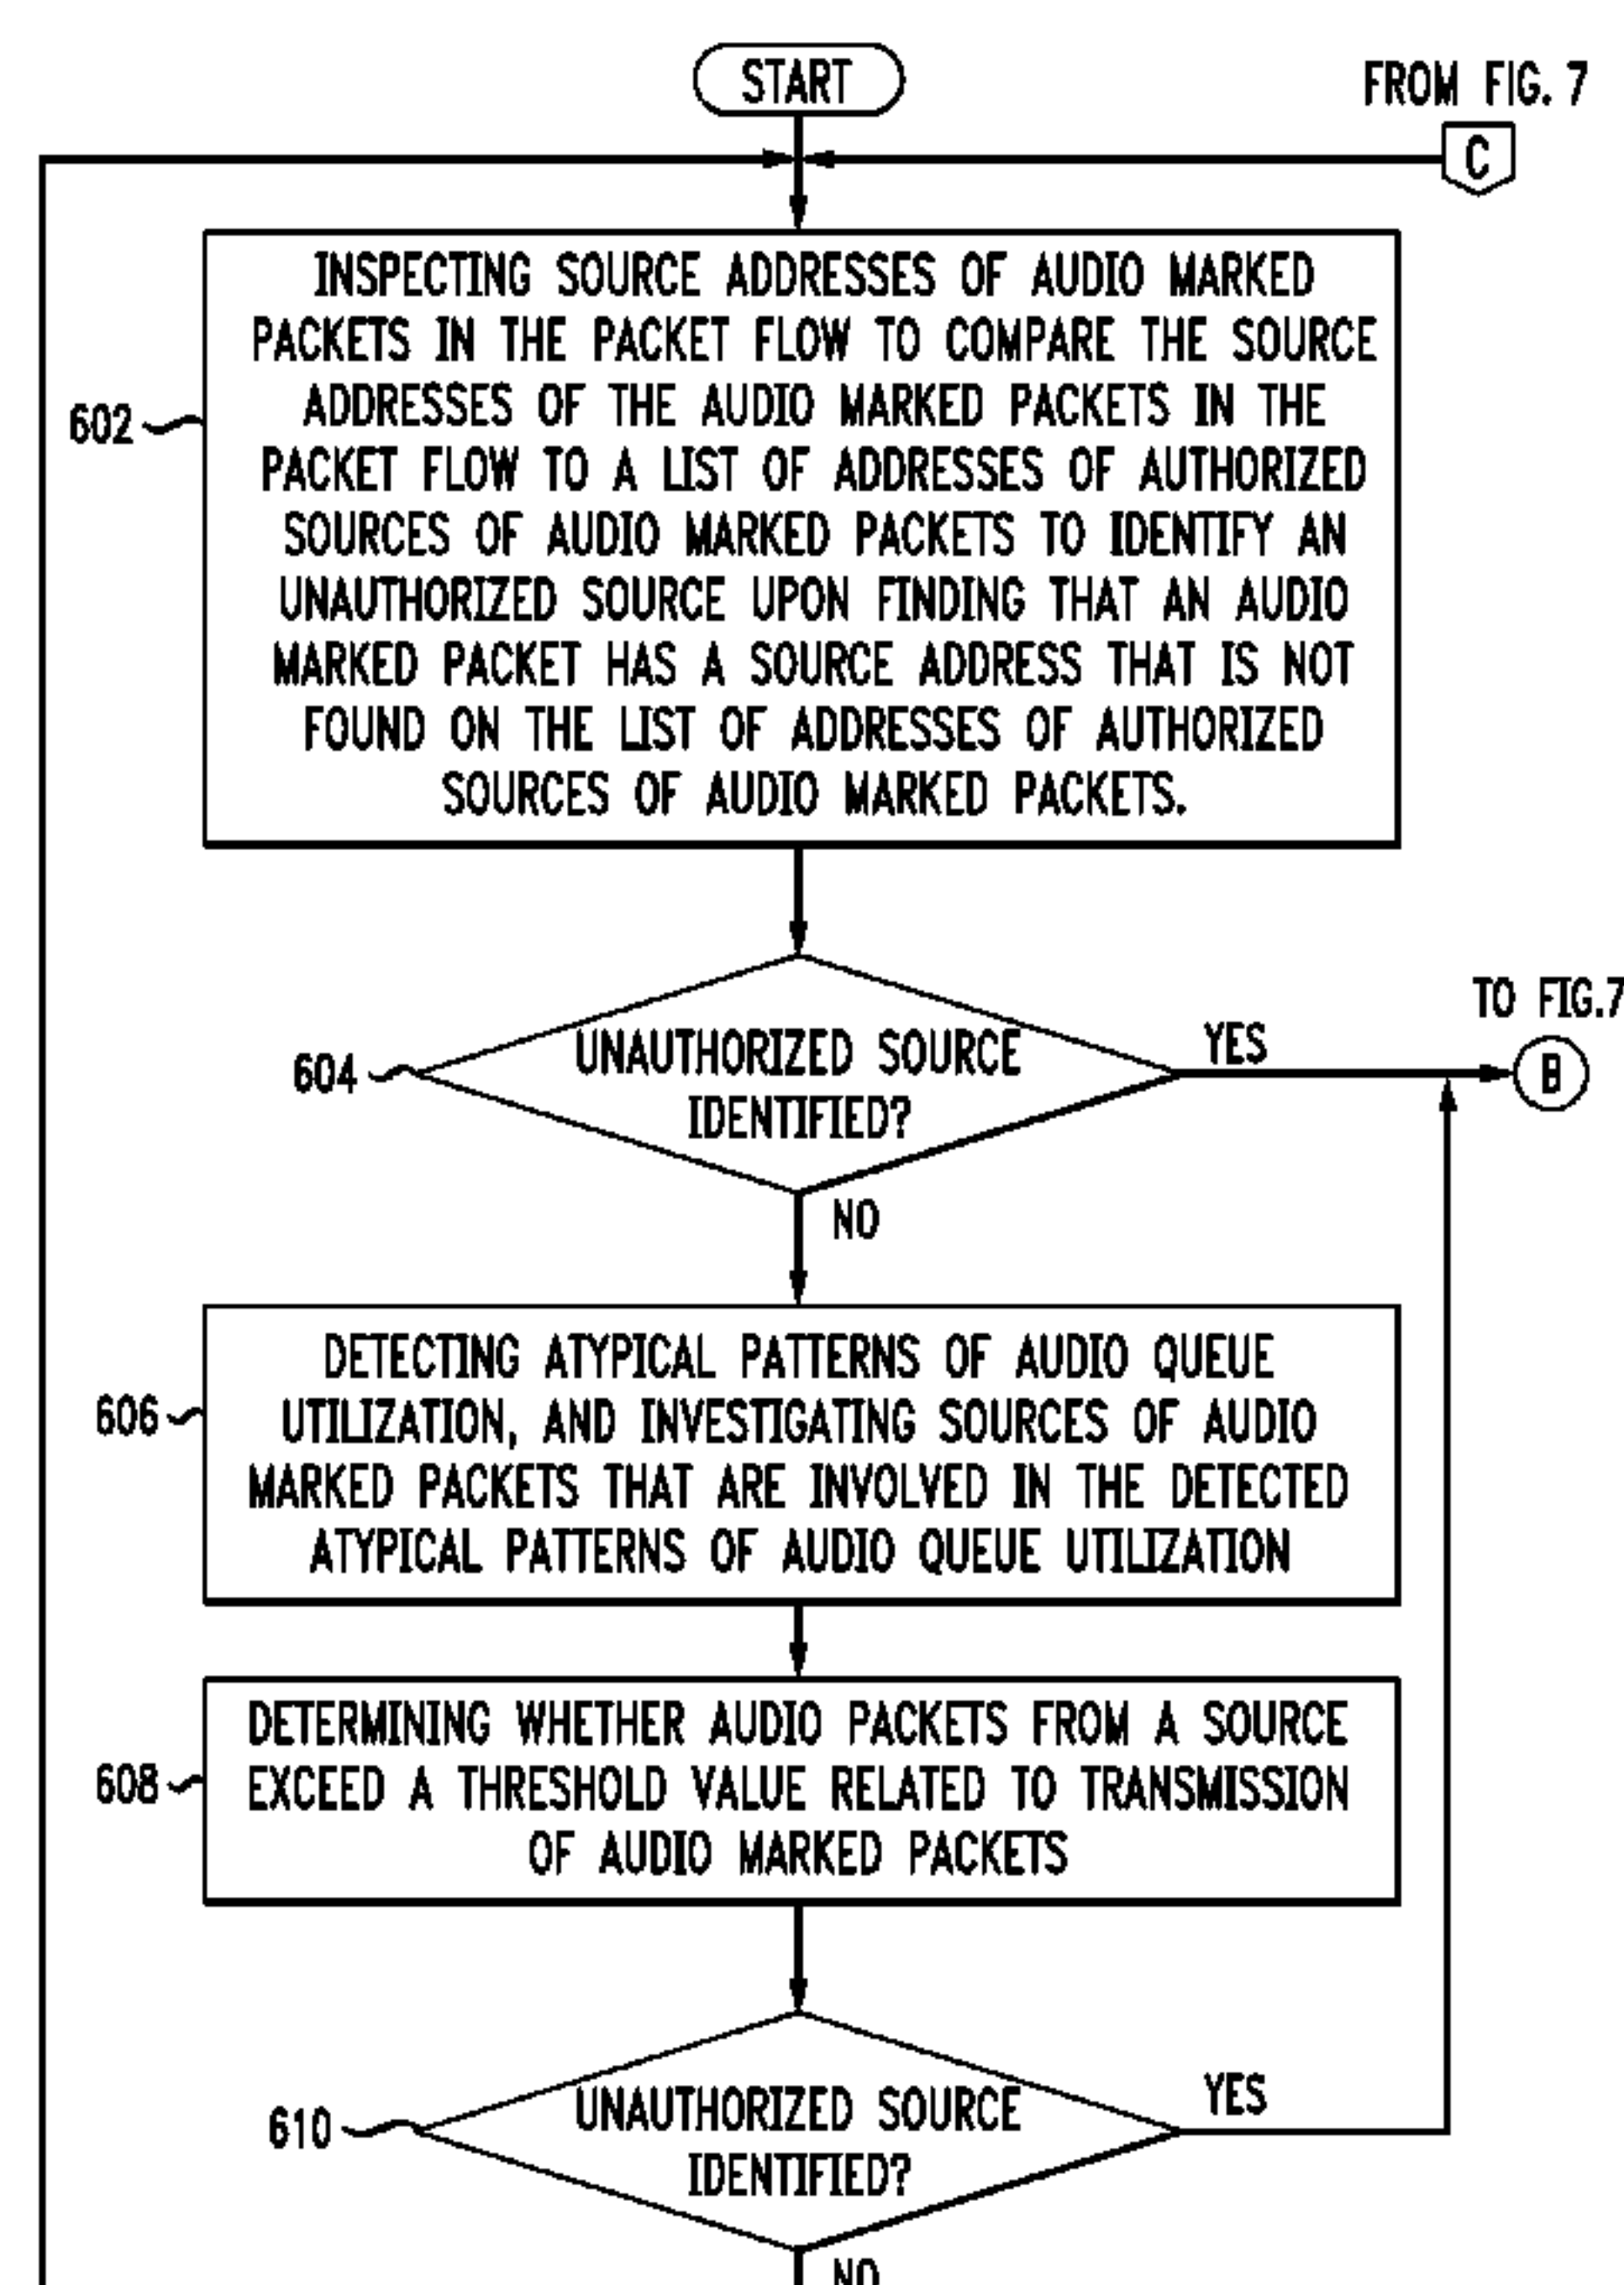 START
FROM FIG. 7
C
INSPECTING SOURCE ADDRESSES OF AUDIO MARKED
PACKETS IN THE PACKET FLOW TO COMPARE THE SOURCE
ADDRESSES OF THE AUDIO MARKED PACKETS IN THE
PACKET FLOW TO A LIST OF ADDRESSES OF AUTHORIZED
SOURCES OF AUDIO MARKED PACKETS TO IDENTIFY AN
UNAUTHORIZED SOURCE UPON FINDING THAT AN AUDIO
MARKED PACKET HAS A SOURCE ADDRESS THAT IS NOT
FOUND ON THE LIST OF ADDRESSES OF AUTHORIZED
SOURCES OF AUDIO MARKED PACKETS.
602
TO FIG.7
604
UNAUTHORIZED SOURCE
IDENTIFIED?
YES
B
NO
606
DETECTING ATYPICAL PATTERNS OF AUDIO QUEUE
UTILIZATION, AND INVESTIGATING SOURCES OF AUDIO
MARKED PACKETS THAT ARE INVOLVED IN THE DETECTED
ATYPICAL PATTERNS OF AUDIO QUEUE UTILIZATION
608
DETERMINING WHETHER AUDIO PACKETS FROM A SOURCE
EXCEED A THRESHOLD VALUE RELATED TO TRANSMISSION
OF AUDIO MARKED PACKETS
610
UNAUTHORIZED SOURCE
IDENTIFIED?
YES
NO